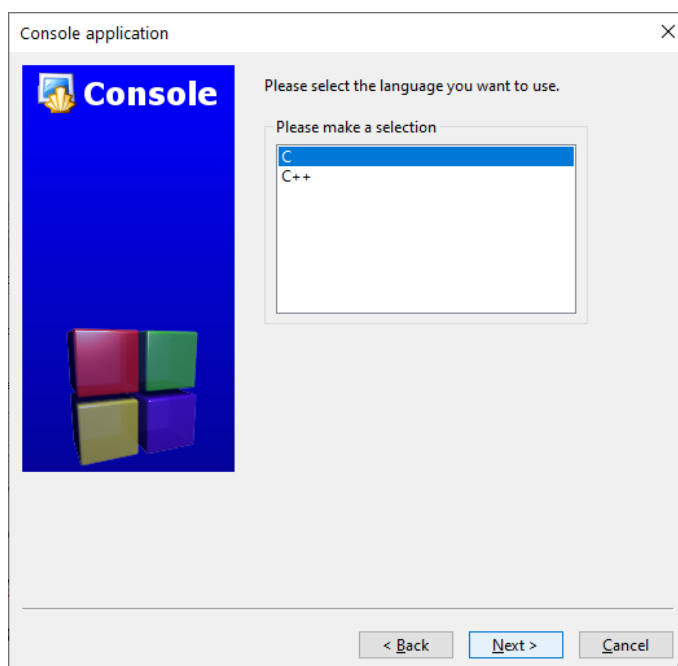 Console application
Console
Please select the language you want to use.
Please make a selection
C
C++
< Back
Next >
Cancel